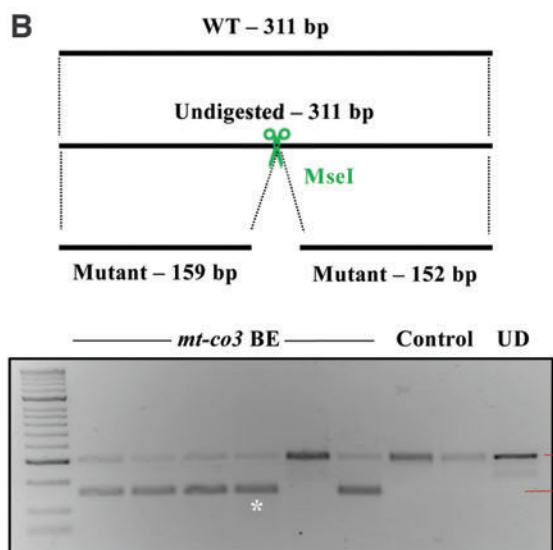 B
WT – 311 bp
Undigested – 311 bp
MseI
Mutant – 159 bp Mutant – 152 bp
mt-co3 BE Control UD
*